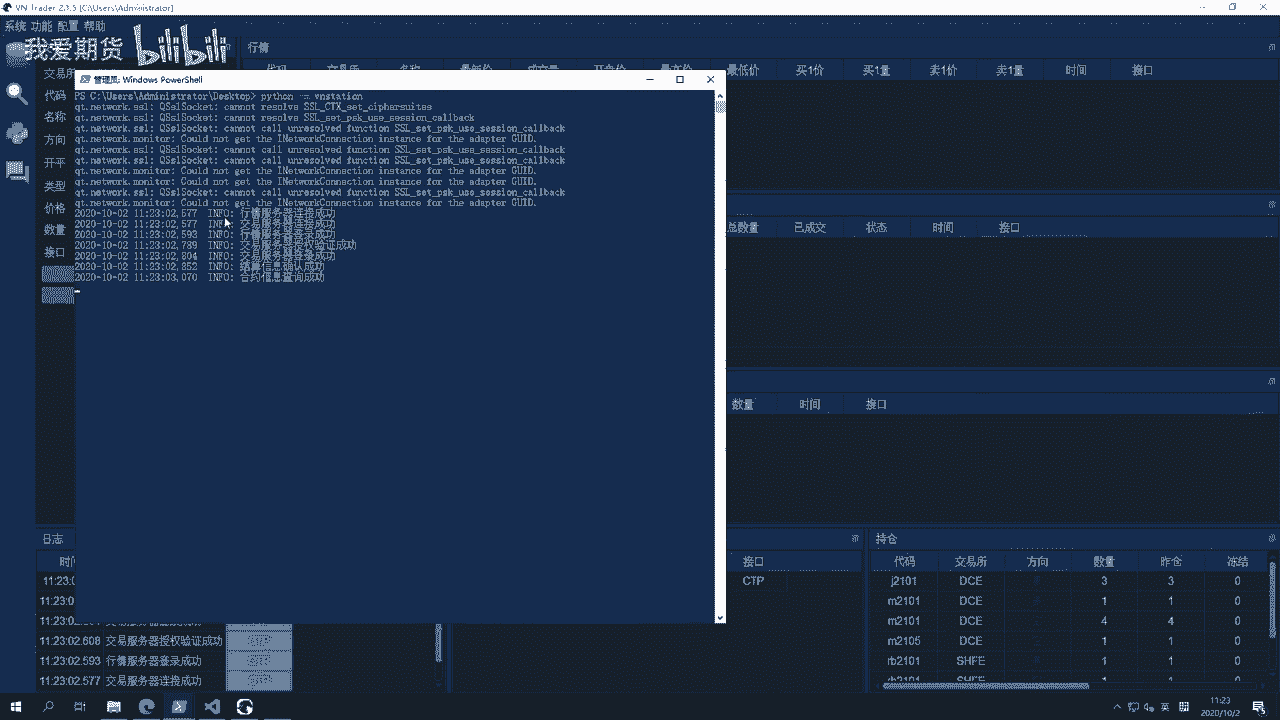 VN Trader 2.1.5 [C:\Users\Administrator]
系统 功能 配置 帮助
我爱期货 bilibili
行情
交易所
代码 交易所 名称 最新价 成交量 开盘价 最高价 最低价 买1价 买1量 卖1价 卖1量 时间 接口
管理员: Windows PowerShell
代码
名称
方向
开平
类型
价格
数量
接口
PS C:\Users\Administrator\Desktop> python -m vnstation
qt.network.ssl: QSslSocket: cannot resolve SSL_CTX_set_ciphersuites
qt.network.ssl: QSslSocket: cannot resolve SSL_set_psk_use_session_callback
qt.network.ssl: QSslSocket: cannot call unresolved function SSL_set_psk_use_session_callback
qt.network.monitor: Could not get the INetworkConnection instance for the adapter GUID.
qt.network.ssl: QSslSocket: cannot call unresolved function SSL_set_psk_use_session_callback
qt.network.ssl: QSslSocket: cannot call unresolved function SSL_set_psk_use_session_callback
qt.network.monitor: Could not get the INetworkConnection instance for the adapter GUID.
qt.network.monitor: Could not get the INetworkConnection instance for the adapter GUID.
qt.network.ssl: QSslSocket: cannot call unresolved function SSL_set_psk_use_session_callback
qt.network.monitor: Could not get the INetworkConnection instance for the adapter GUID.
2020-10-02 11:23:02,577 INFO: 行情服务器连接成功
2020-10-02 11:23:02,577 INFO: 交易服务器连接成功
2020-10-02 11:23:02,593 INFO: 行情服务器登录成功
2020-10-02 11:23:02,789 INFO: 交易服务器授权验证成功
2020-10-02 11:23:02,804 INFO: 交易服务器登录成功
2020-10-02 11:23:02,852 INFO: 结算信息确认成功
2020-10-02 11:23:03,070 INFO: 合约信息查询成功
总数量 已成交 状态 时间 接口
数量 时间 接口
日志
时间
11:23:0
11:23:0
11:23:02.608 交易服务器授权验证成功
11:23:02.593 行情服务器登录成功
11:23:02.577 交易服务器连接成功
接口
CTP
持仓
代码 交易所 方向 数量 昨仓 冻结
j2101 DCE 3 3 0
m2101 DCE 1 1 0
m2101 DCE 4 4 0
m2105 DCE 1 1 0
rb2101 SHFE 1 1 0
rb2101 SHFE 1 1 0
英
11:23
2020/10/2